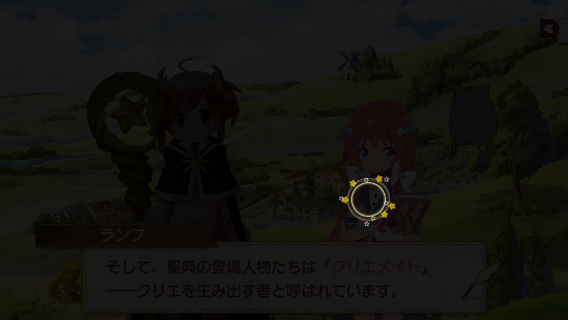 ランプ
そして、聖典の登場人物たちは「クリエメイト」
――クリエを生み出す者と呼ばれています。